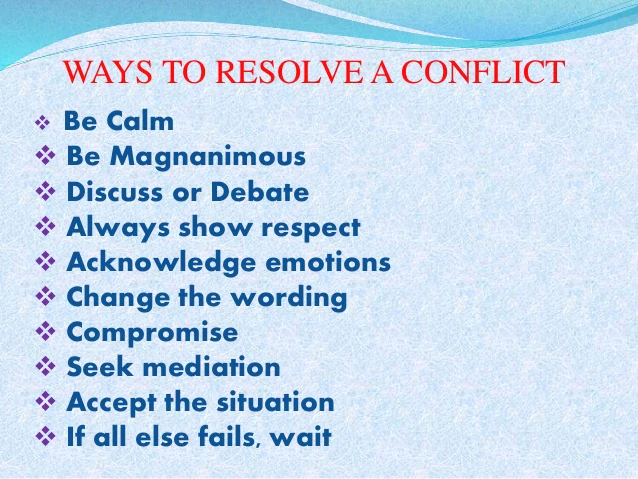 WAYS TO RESOLVE A CONFLICT
❖ Be Calm
❖ Be Magnanimous
❖ Discuss or Debate
❖ Always show respect
❖ Acknowledge emotions
❖ Change the wording
❖ Compromise
❖ Seek mediation
❖ Accept the situation
❖ If all else fails, wait